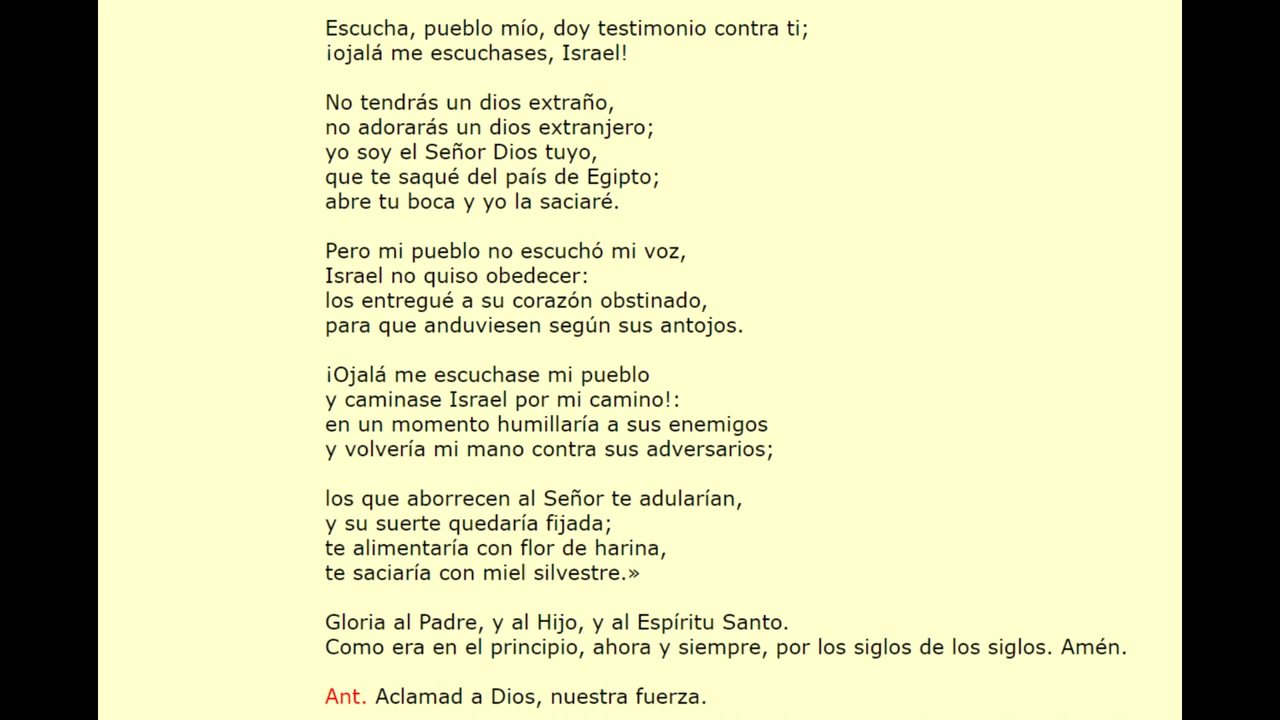 Escucha, pueblo mío, doy testimonio contra ti;
¡ojalá me escuchases, Israel!
No tendrás un dios extraño,
no adorarás un dios extranjero;
yo soy el Señor Dios tuyo,
que te saqué del país de Egipto;
abre tu boca y yo la saciaré.
Pero mi pueblo no escuchó mi voz,
Israel no quiso obedecer:
los entregué a su corazón obstinado,
para que anduviesen según sus antojos.
¡Ojalá me escuchase mi pueblo
y caminase Israel por mi camino!:
en un momento humillaría a sus enemigos
y volvería mi mano contra sus adversarios;
los que aborrecen al Señor te adularían,
y su suerte quedaría fijada;
te alimentaría con flor de harina,
te saciaría con miel silvestre.»
Gloria al Padre, y al Hijo, y al Espíritu Santo.
Como era en el principio, ahora y siempre, por los siglos de los siglos. Amén.
Ant. Aclamad a Dios, nuestra fuerza.